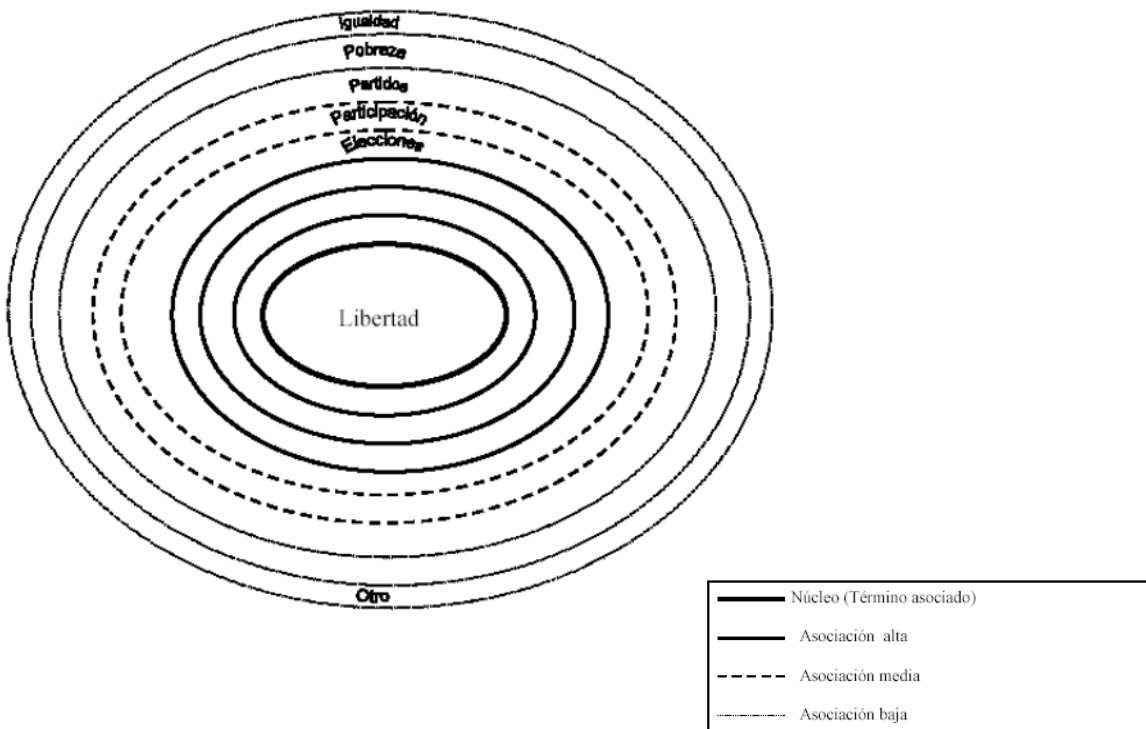 Igualdad
Pobreza
Partidos
Participación
Elecciones
Libertad
Otro
Núcleo (Término asociado)
Asociación alta
Asociación media
Asociación baja